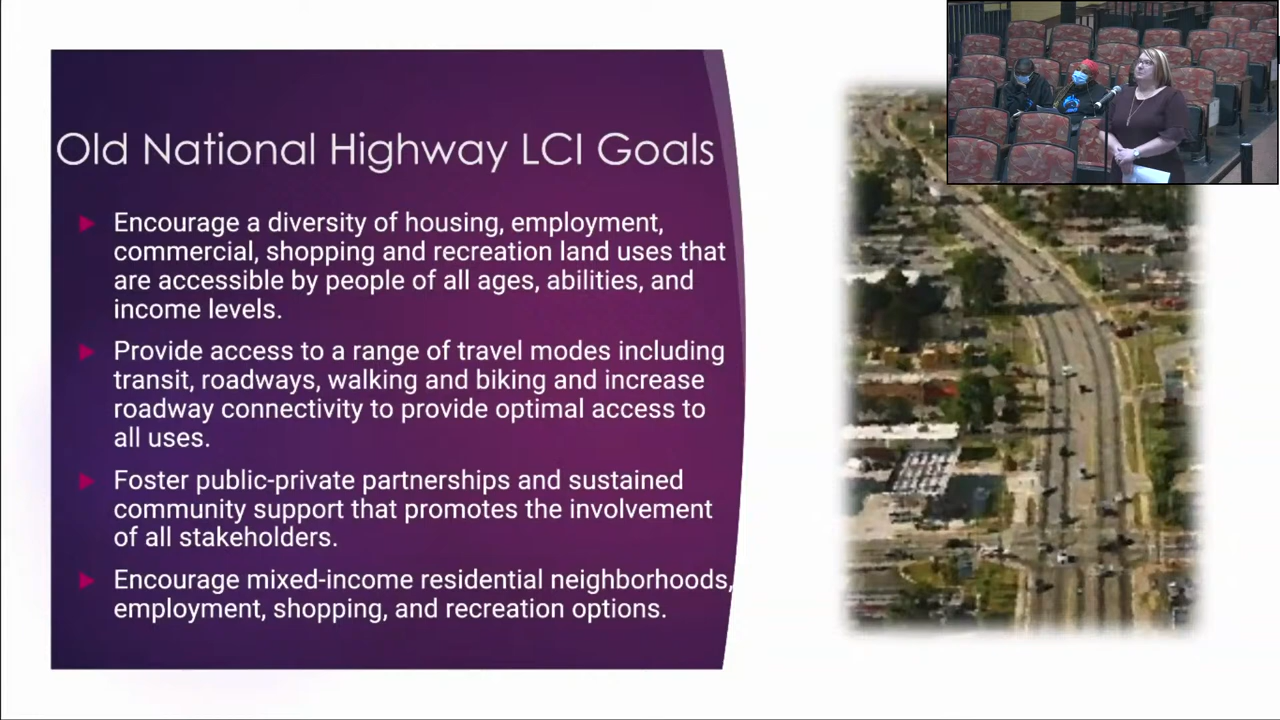 Old National Highway LCI Goals
Encourage a diversity of housing, employment,
commercial, shopping and recreation land uses that
are accessible by people of all ages, abilities, and
income levels.
Provide access to a range of travel modes including
transit, roadways, walking and biking and increase
roadway connectivity to provide optimal access to
all uses.
Foster public-private partnerships and sustained
community support that promotes the involvement
of all stakeholders.
Encourage mixed-income residential neighborhoods,
employment, shopping, and recreation options.